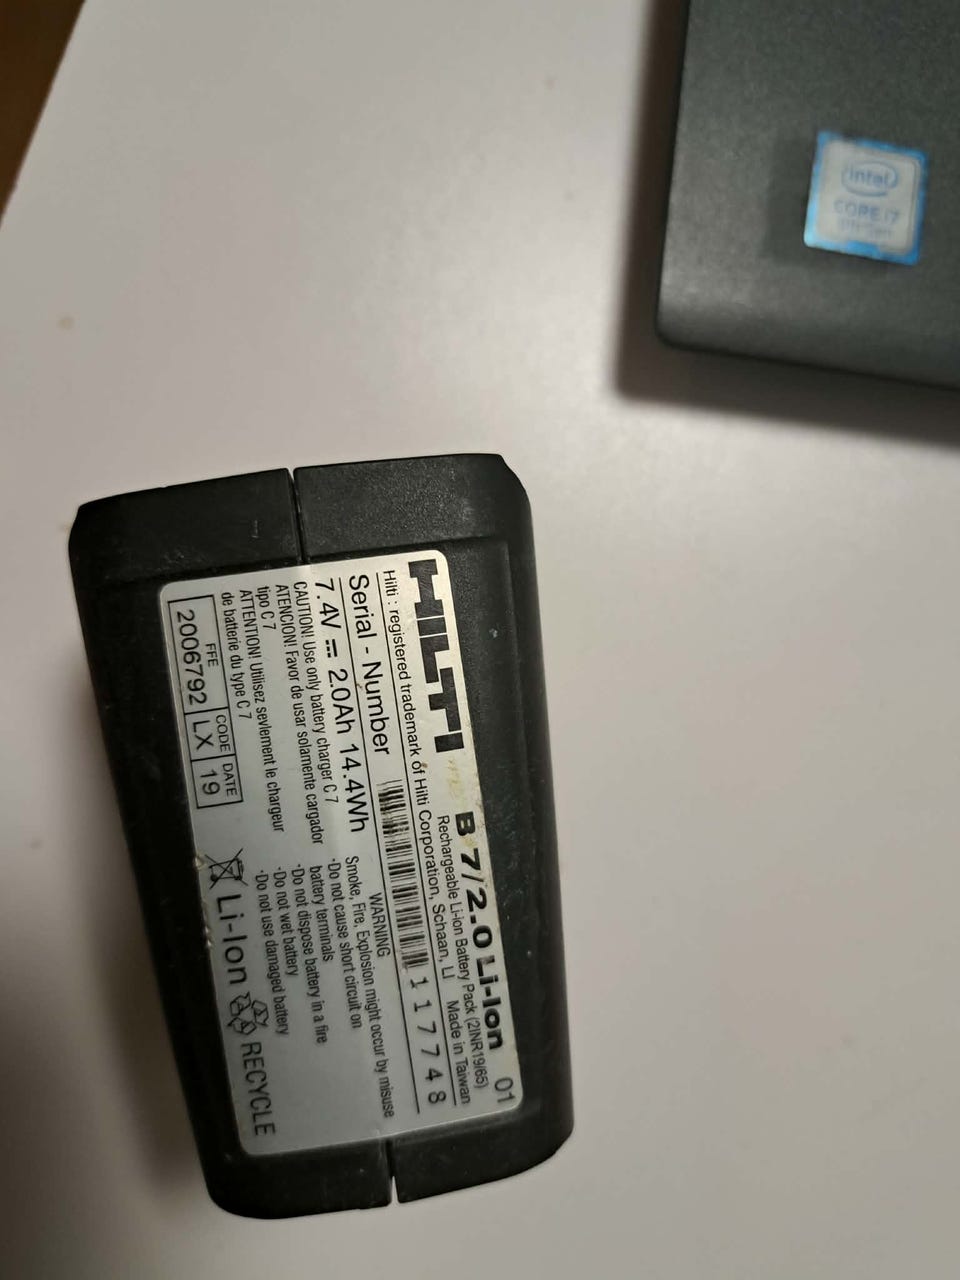 HILTI B 7/2.0 Li-Ion 01
Rechargeable Li-Ion Battery Pack (2INR19/65)
Hilti : registered trademark of Hilti Corporation, Schaan, LI Made in Taiwan
Serial - Number 117748
7.4V ⎓ 2.0Ah 14.4Wh
CAUTION! Use only battery charger C 7
ATENCION! Favor de usar solamente cargador
tipo C 7
ATTENTION! Utilisez sevlement le chargeur
de batterie du type C 7
FFE CODE DATE
2006792 LX 19
WARNING
Smoke, Fire, Explosion might occur by misuse
·Do not cause short circuit on
battery terminals
·Do not dispose battery in a fire
·Do not wet battery
·Do not use damaged battery
Li-Ion RECYCLE
intel
CORE i7